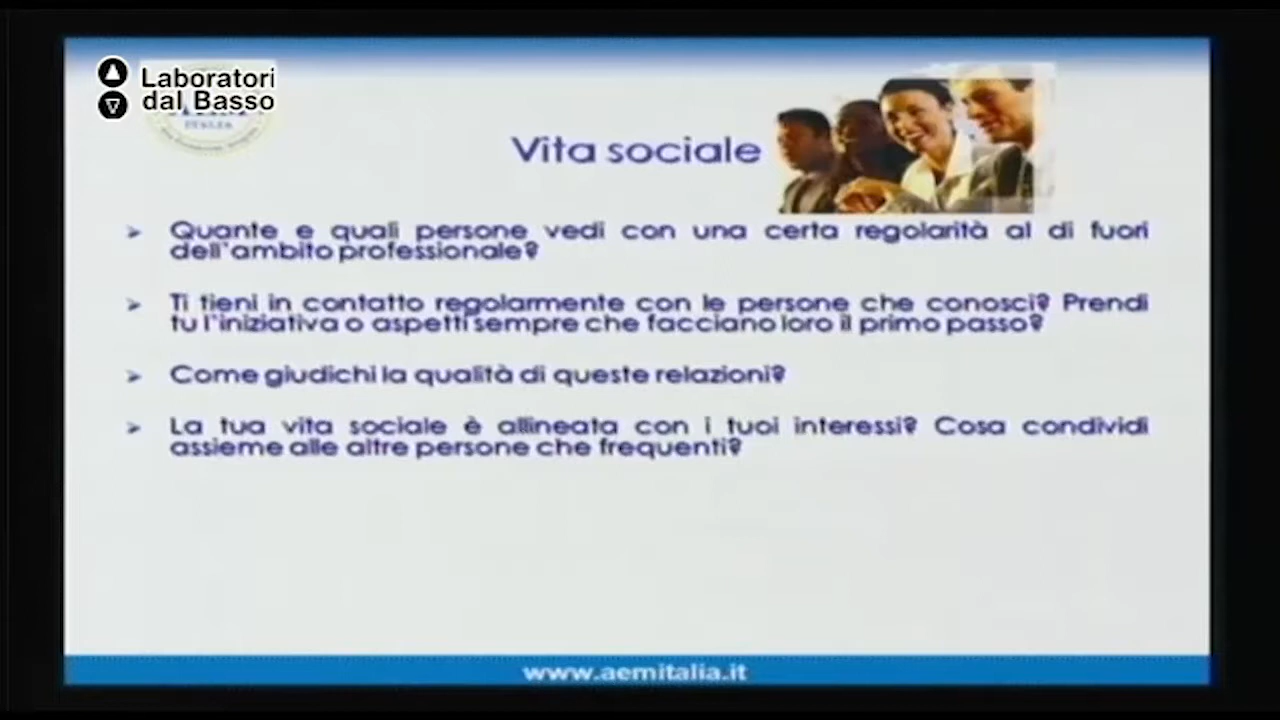 Laboratori
dal Basso
ITALIA
Vita sociale
Quante e quali persone vedi con una certa regolarità al di fuori
dell'ambito professionale?
Ti tieni in contatto regolarmente con le persone che conosci? Prendi
tu l'iniziativa o aspetti sempre che facciano loro il primo passo?
Come giudichi la qualità di queste relazioni?
La tua vita sociale è allineata con i tuoi interessi? Cosa condividi
assieme alle altre persone che frequenti?
www.aemitalia.it